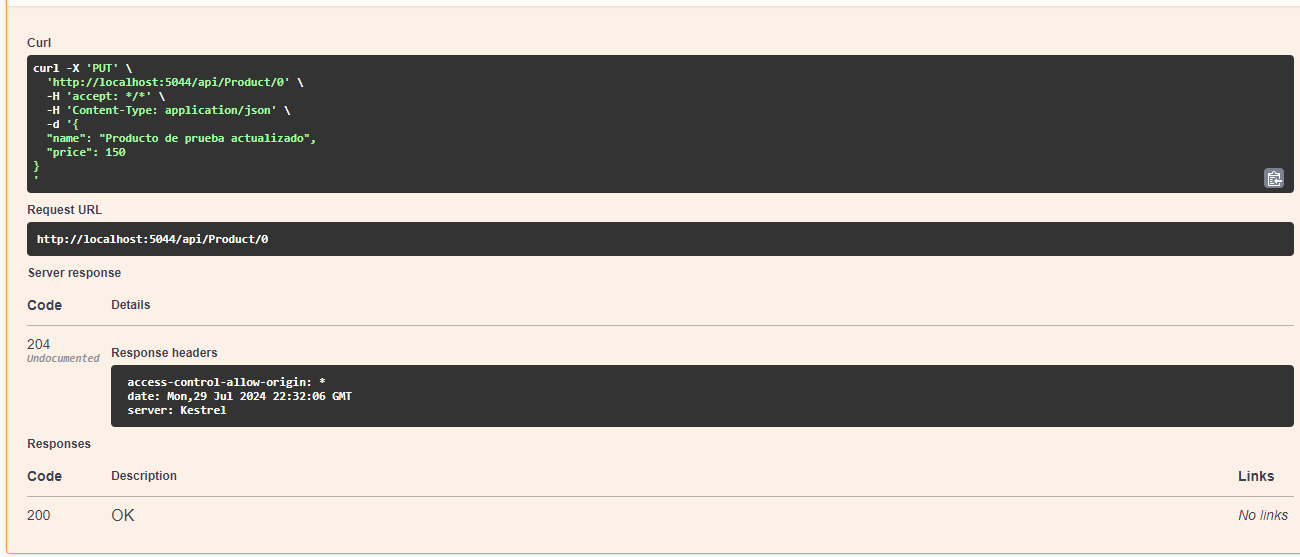 Curl
curl -X 'PUT' \
  'http://localhost:5044/api/Product/0' \
  -H 'accept: */*' \
  -H 'Content-Type: application/json' \
  -d '{
  "name": "Producto de prueba actualizado",
  "price": 150
}
'
Request URL
http://localhost:5044/api/Product/0
Server response
Code Details
204
Undocumented
Response headers
access-control-allow-origin: *
date: Mon,29 Jul 2024 22:32:06 GMT
server: Kestrel
Responses
Code Description Links
200 OK No links